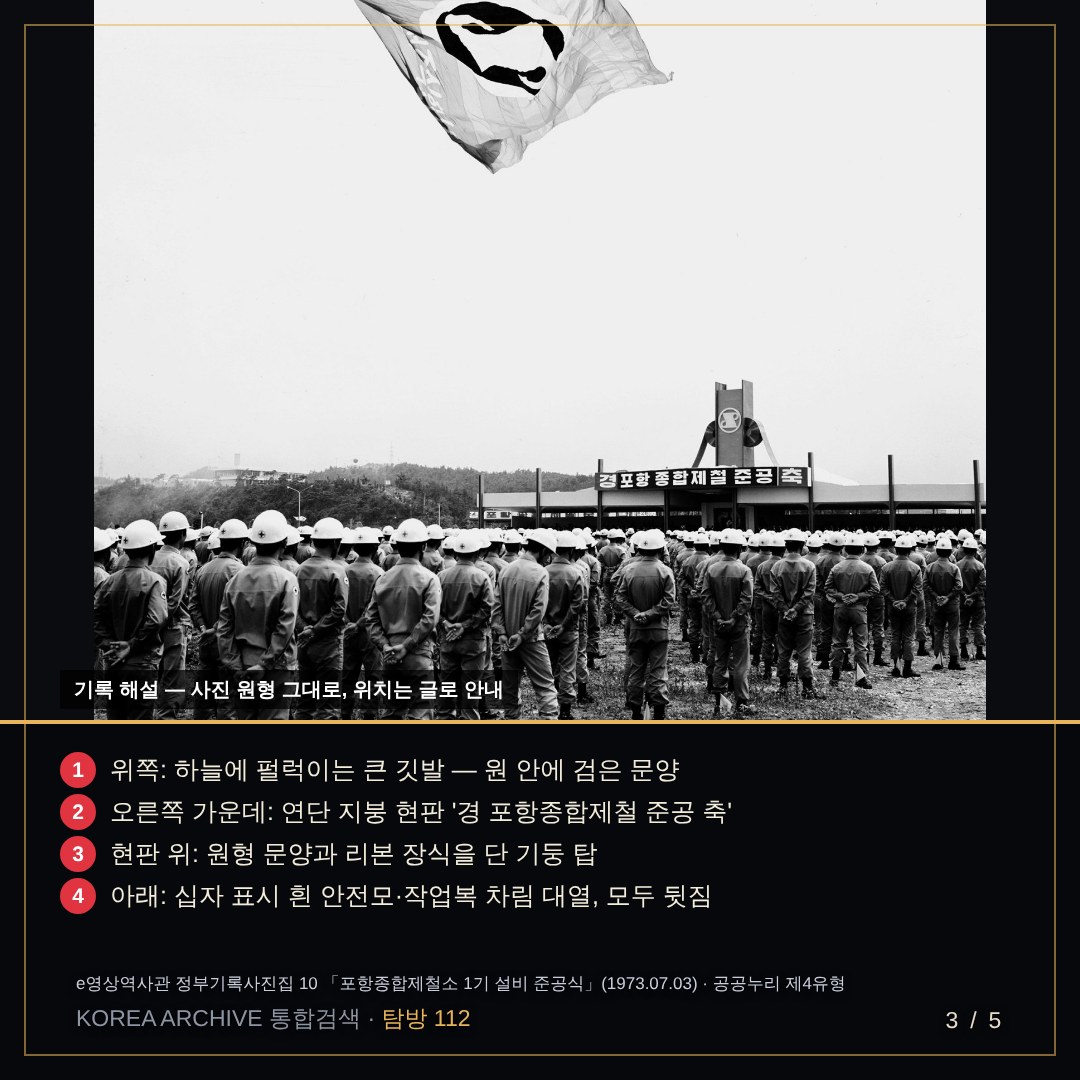 경 포항 종합제철 준공 축
기록 해설 — 사진 원형 그대로, 위치는 글로 안내
1 위쪽: 하늘에 펄럭이는 큰 깃발 — 원 안에 검은 문양
2 오른쪽 가운데: 연단 지붕 현판 '경 포항종합제철 준공 축'
3 현판 위: 원형 문양과 리본 장식을 단 기둥 탑
4 아래: 십자 표시 흰 안전모·작업복 차림 대열, 모두 뒷짐
e영상역사관 정부기록사진집 10 「포항종합제철소 1기 설비 준공식」(1973.07.03) · 공공누리 제4유형
KOREA ARCHIVE 통합검색 · 탐방 112
3 / 5